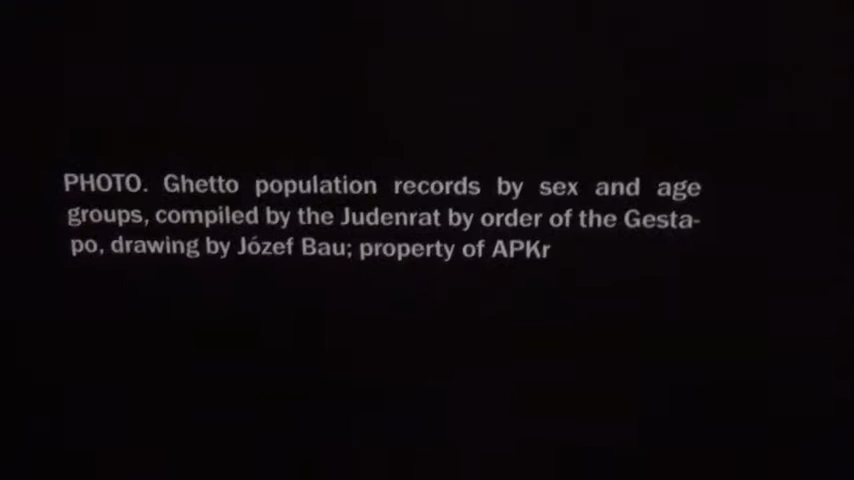 PHOTO. Ghetto population records by sex and age
groups, compiled by the Judenrat by order of the Gesta-
po, drawing by Józef Bau; property of APKr